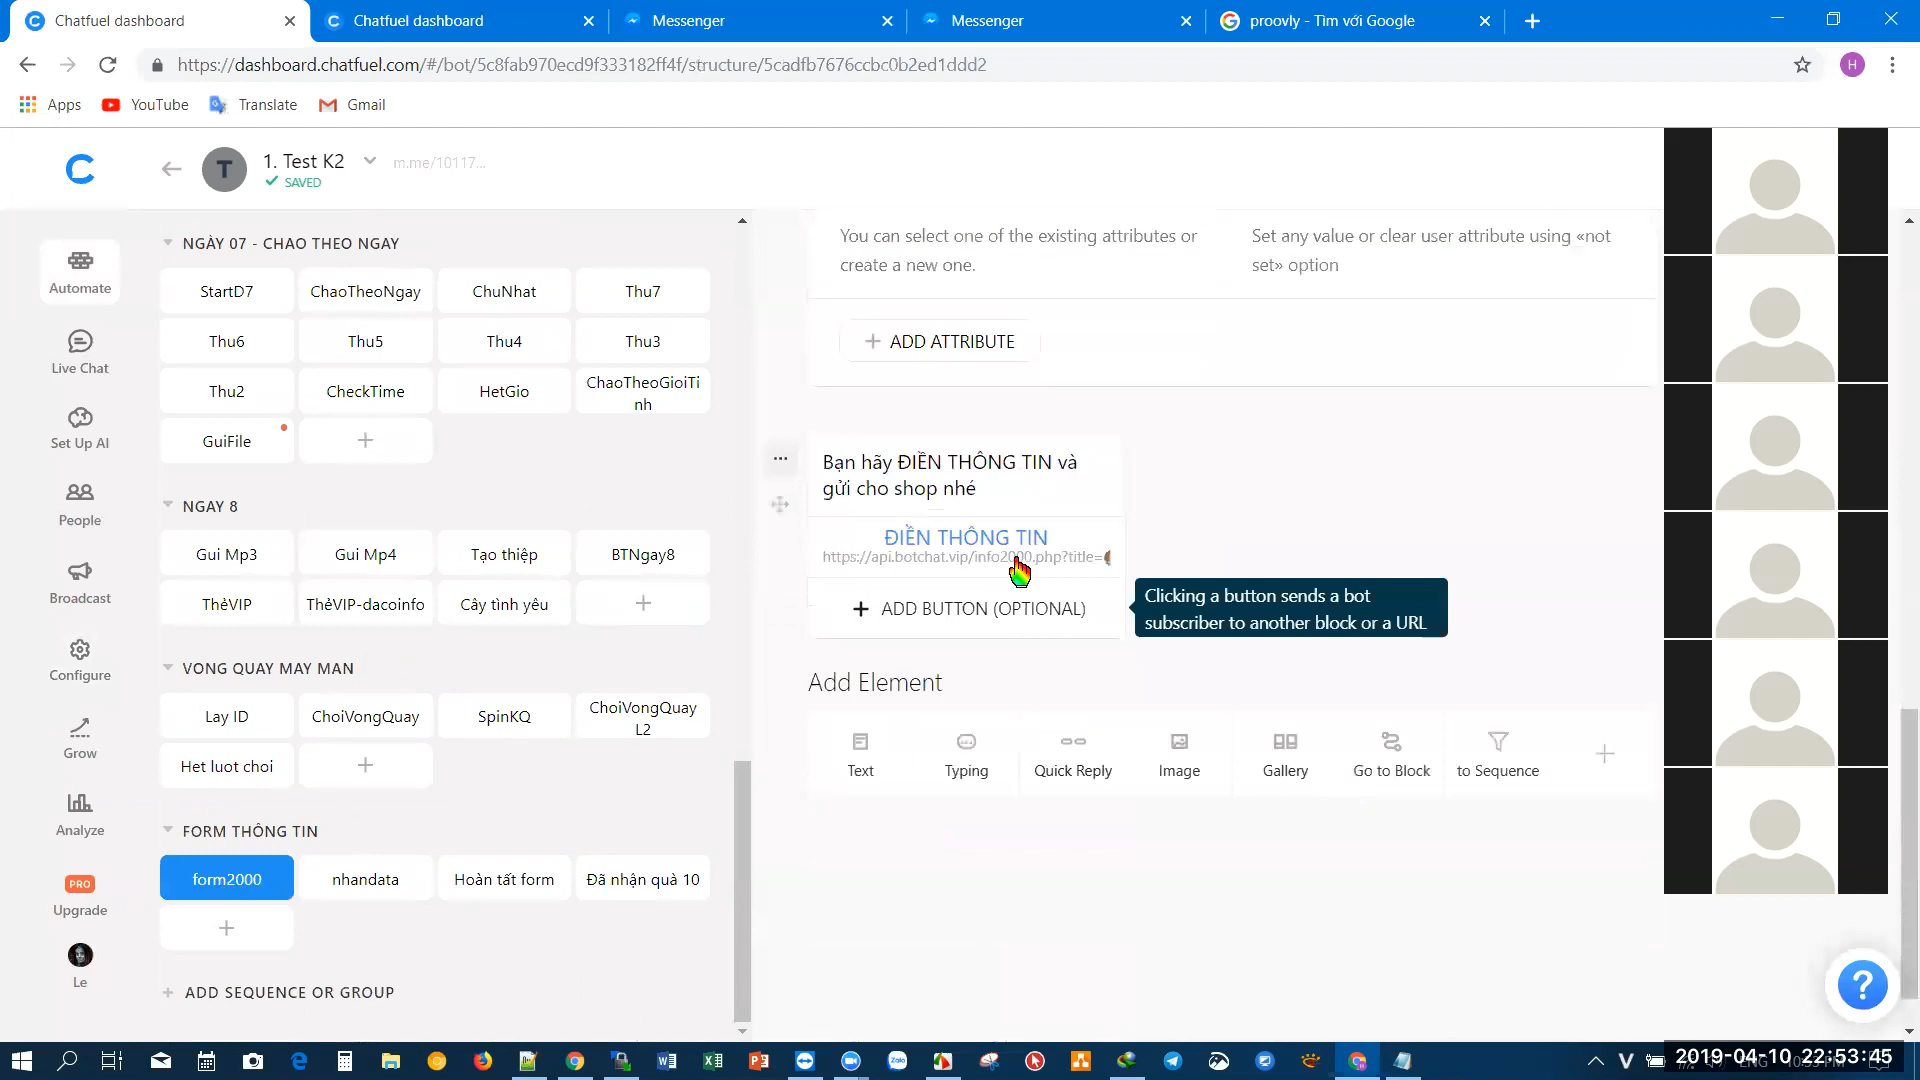 Chatfuel dashboard
Chatfuel dashboard
Messenger
Messenger
proovly - Tìm với Google
https://dashboard.chatfuel.com/#/bot/5c8fab970ecd9f333182ff4f/structure/5cadfb7676ccbc0b2ed1ddd2
H
Apps
YouTube
Translate
Gmail
T
1. Test K2
m.me/10117...
SAVED
Automate
Live Chat
Set Up AI
People
Broadcast
Configure
Grow
Analyze
PRO
Upgrade
Le
NGÀY 07 - CHAO THEO NGAY
StartD7
ChaoTheoNgay
ChuNhat
Thu7
Thu6
Thu5
Thu4
Thu3
Thu2
CheckTime
HetGio
ChaoTheoGioiTi
nh
GuiFile
NGAY 8
Gui Mp3
Gui Mp4
Tạo thiệp
BTNgay8
ThẻVIP
ThẻVIP-dacoinfo
Cây tình yêu
VONG QUAY MAY MAN
Lay ID
ChoiVongQuay
SpinKQ
ChoiVongQuay
L2
Het luot choi
FORM THÔNG TIN
form2000
nhandata
Hoàn tất form
Đã nhận quà 10
ADD SEQUENCE OR GROUP
You can select one of the existing attributes or
create a new one.
Set any value or clear user attribute using «not
set» option
ADD ATTRIBUTE
Bạn hãy ĐIỀN THÔNG TIN và
gửi cho shop nhé
ĐIỀN THÔNG TIN
https://api.botchat.vip/info2000.php?title=
ADD BUTTON (OPTIONAL)
Clicking a button sends a bot
subscriber to another block or a URL
Add Element
Text
Typing
Quick Reply
Image
Gallery
Go to Block
to Sequence
?
2019-04-10 22:53:45